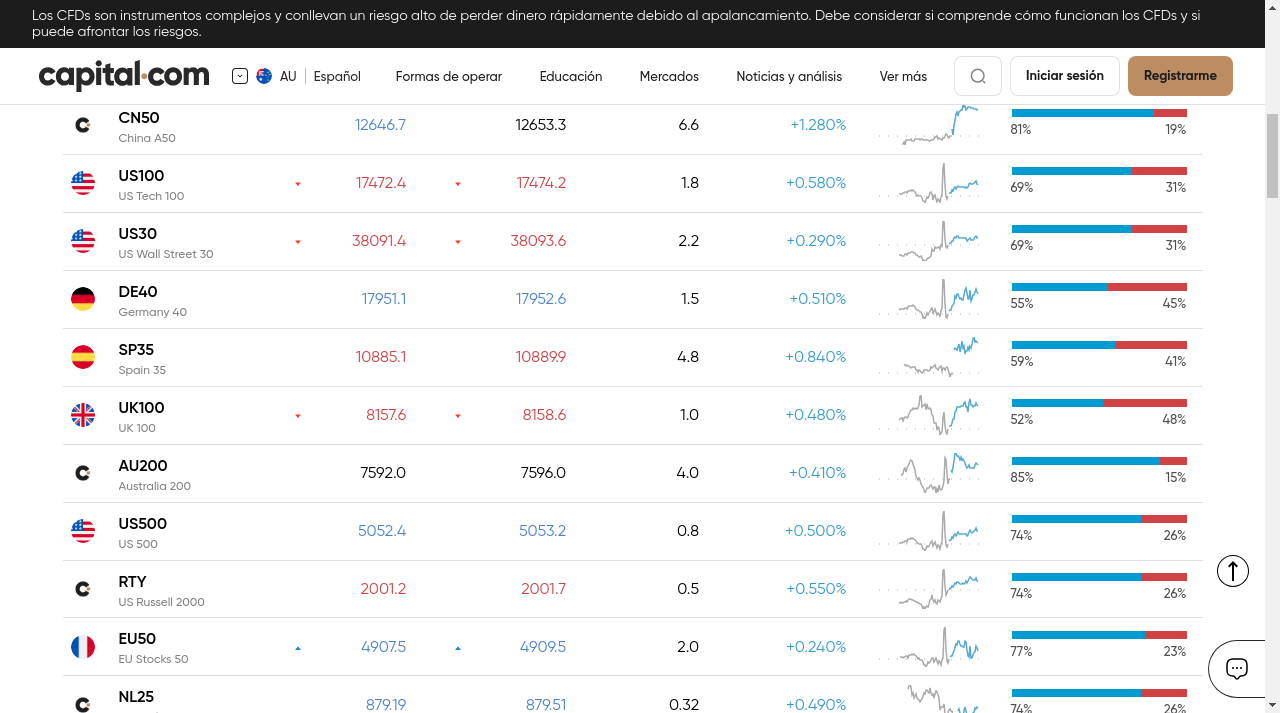 Los CFDs son instrumentos complejos y conllevan un riesgo alto de perder dinero rápidamente debido al apalancamiento. Debe considerar si comprende cómo funcionan los CFDs y si
puede afrontar los riesgos.
capital.com AU Español Formas de operar Educación Mercados Noticias y análisis Ver más Iniciar sesión Registrarme
CN50 12646.7 12653.3 6.6 +1.280%
China A50 81% 19%
US100 17472.4 17474.2 1.8 +0.580%
US Tech 100 69% 31%
US30 38091.4 38093.6 2.2 +0.290%
US Wall Street 30 69% 31%
DE40 17951.1 17952.6 1.5 +0.510%
Germany 40 55% 45%
SP35 10885.1 10889.9 4.8 +0.840%
Spain 35 59% 41%
UK100 8157.6 8158.6 1.0 +0.480%
UK 100 52% 48%
AU200 7592.0 7596.0 4.0 +0.410%
Australia 200 85% 15%
US500 5052.4 5053.2 0.8 +0.500%
US 500 74% 26%
RTY 2001.2 2001.7 0.5 +0.550%
US Russell 2000 74% 26%
EU50 4907.5 4909.5 2.0 +0.240%
EU Stocks 50 77% 23%
NL25 879.19 879.51 0.32 +0.490%
74% 26%